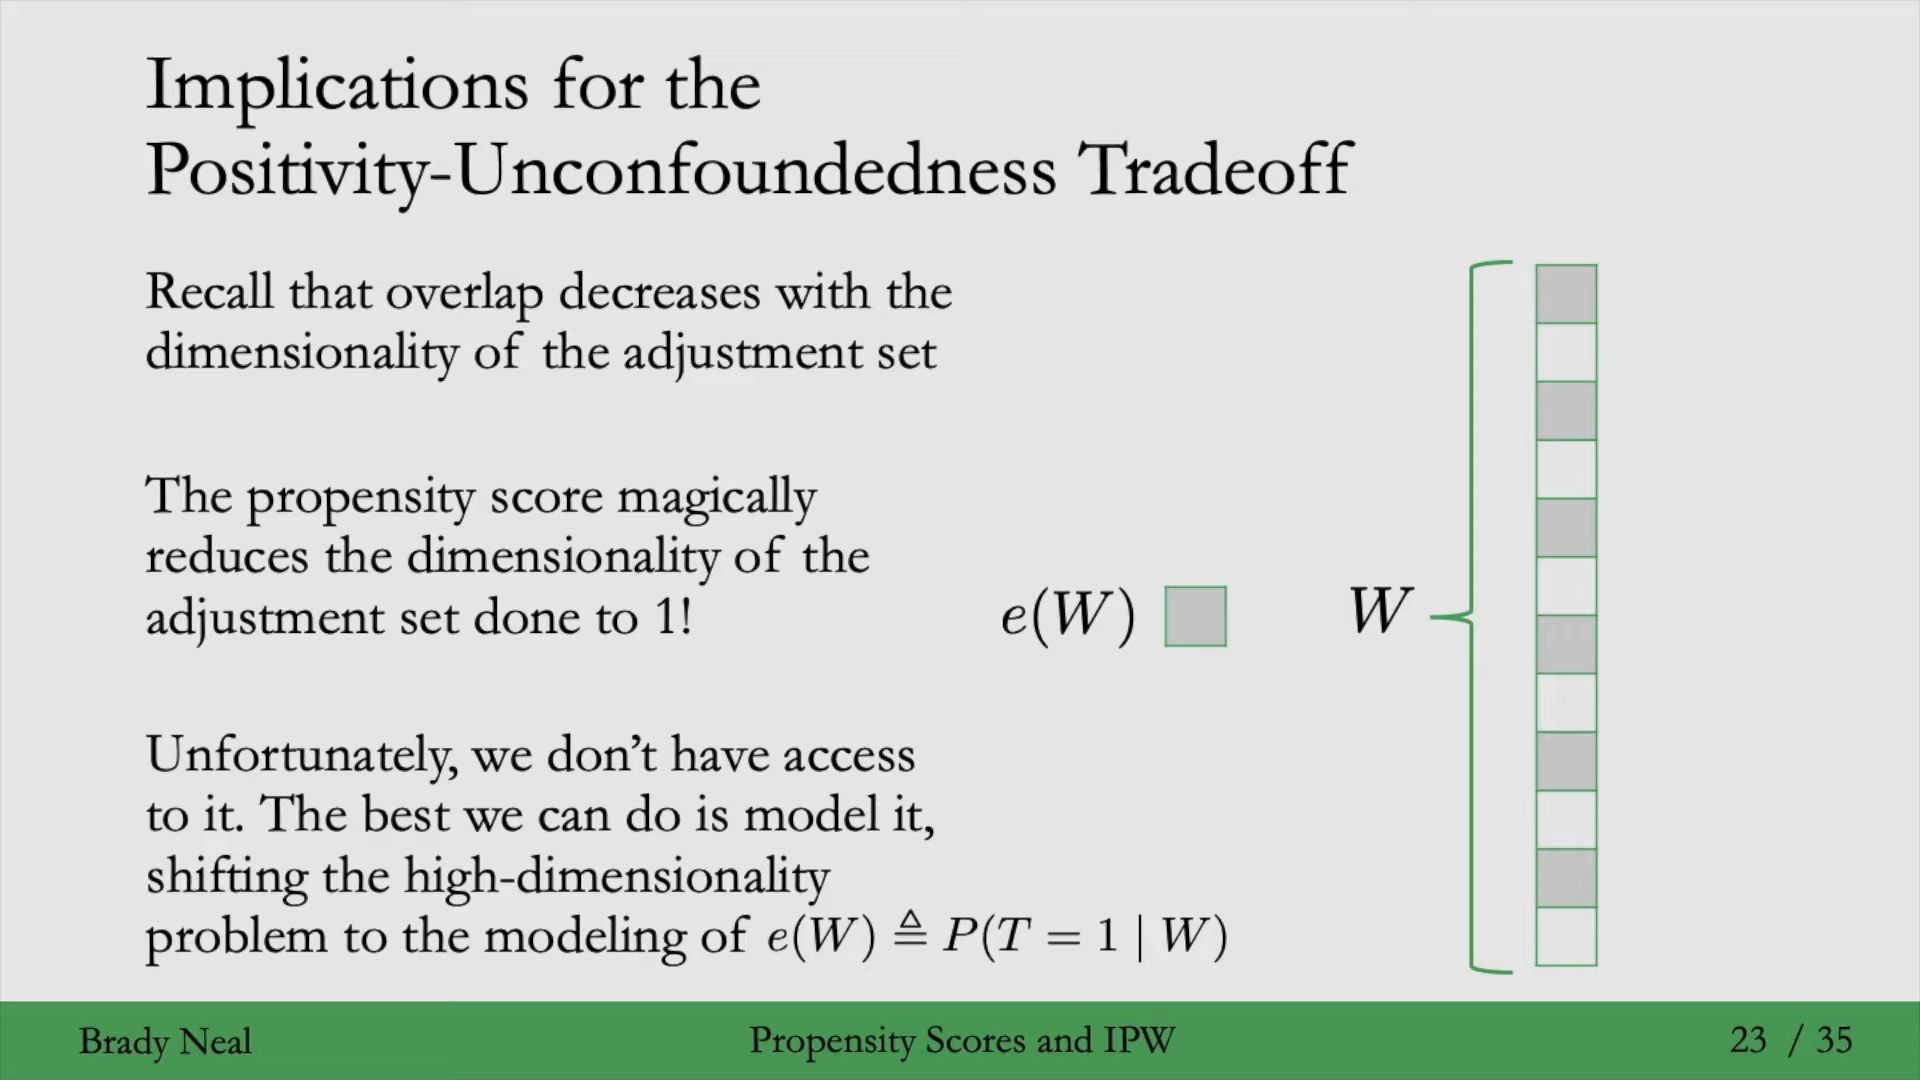 Implications for the
Positivity-Unconfoundedness Tradeoff
Recall that overlap decreases with the
dimensionality of the adjustment set
The propensity score magically
reduces the dimensionality of the
adjustment set done to 1!
e(W)
W
Unfortunately, we don’t have access
to it. The best we can do is model it,
shifting the high-dimensionality
problem to the modeling of e(W) ≜ P(T = 1 | W)
Brady Neal
Propensity Scores and IPW
23 / 35